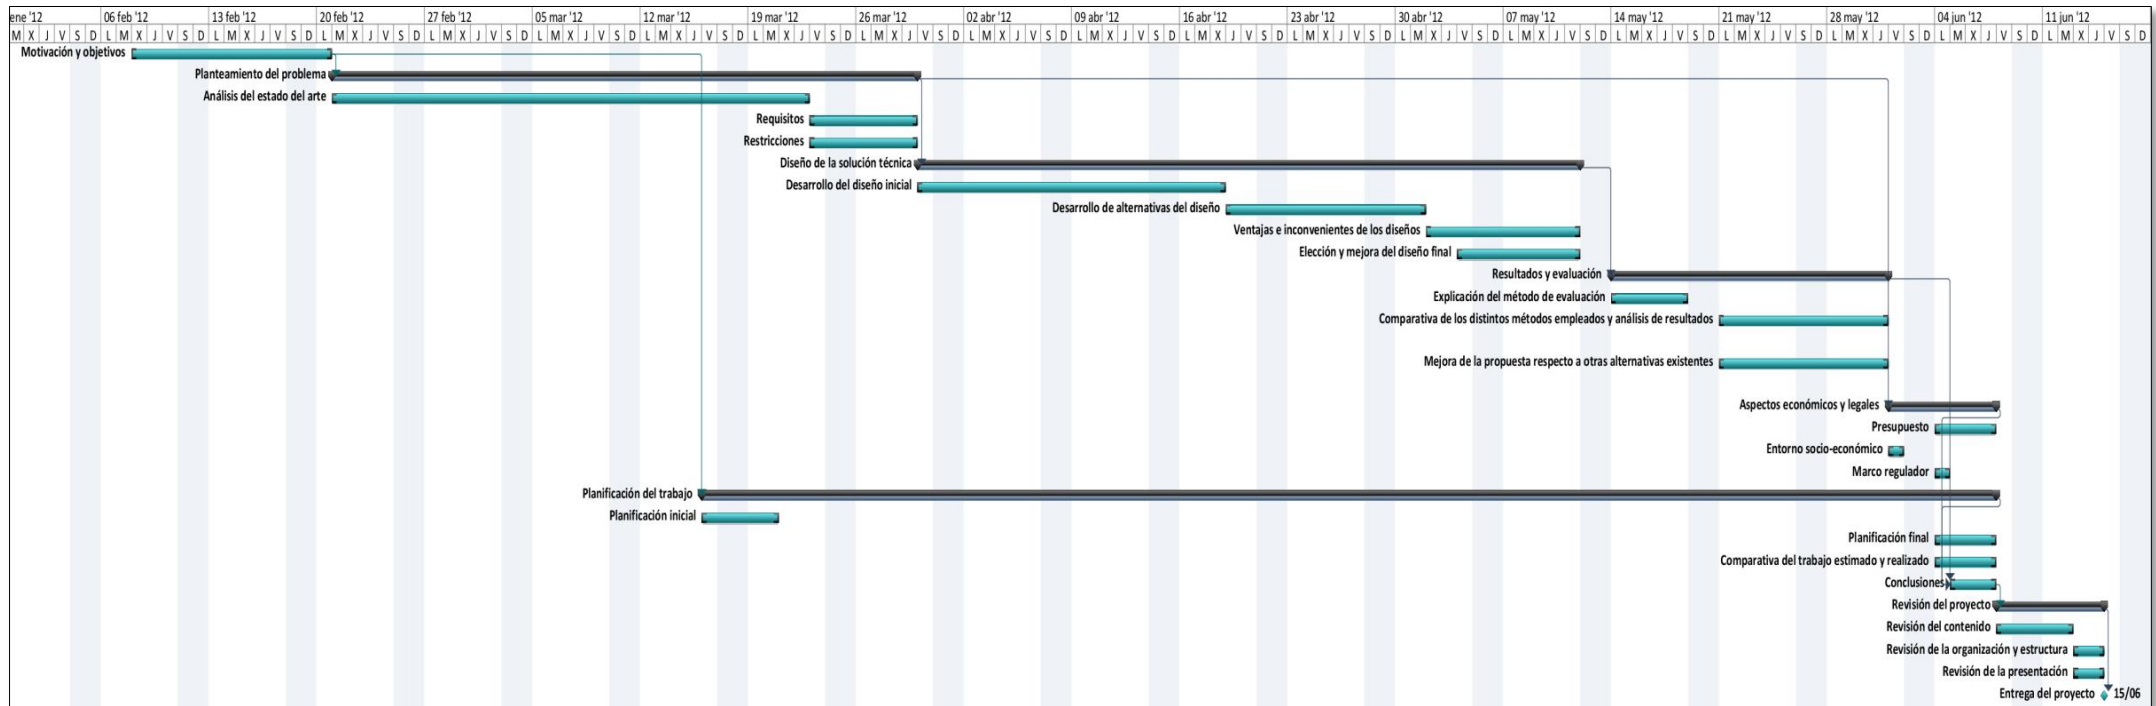 ene '12 06 feb '12 13 feb '12 20 feb '12 27 feb '12 05 mar '12 12 mar '12 19 mar '12 26 mar '12 02 abr '12 09 abr '12 16 abr '12 23 abr '12 30 abr '12 07 may '12 14 may '12 21 may '12 28 may '12 04 jun '12 11 jun '12
M X J V S D L M X J V S D L M X J V S D L M X J V S D L M X J V S D L M X J V S D L M X J V S D L M X J V S D L M X J V S D L M X J V S D L M X J V S D L M X J V S D L M X J V S D L M X J V S D L M X J V S D L M X J V S D L M X J V S D L M X J V S D L M X J V S D L M X J V S D
Motivación y objetivos
Planteamiento del problema
Análisis del estado del arte
Requisitos
Restricciones
Diseño de la solución técnica
Desarrollo del diseño inicial
Desarrollo de alternativas del diseño
Ventajas e inconvenientes de los diseños
Elección y mejora del diseño final
Resultados y evaluación
Explicación del método de evaluación
Comparativa de los distintos métodos empleados y análisis de resultados
Mejora de la propuesta respecto a otras alternativas existentes
Aspectos económicos y legales
Presupuesto
Entorno socio-económico
Marco regulador
Planificación del trabajo
Planificación inicial
Planificación final
Comparativa del trabajo estimado y realizado
Conclusiones
Revisión del proyecto
Revisión del contenido
Revisión de la organización y estructura
Revisión de la presentación
Entrega del proyecto 15/06